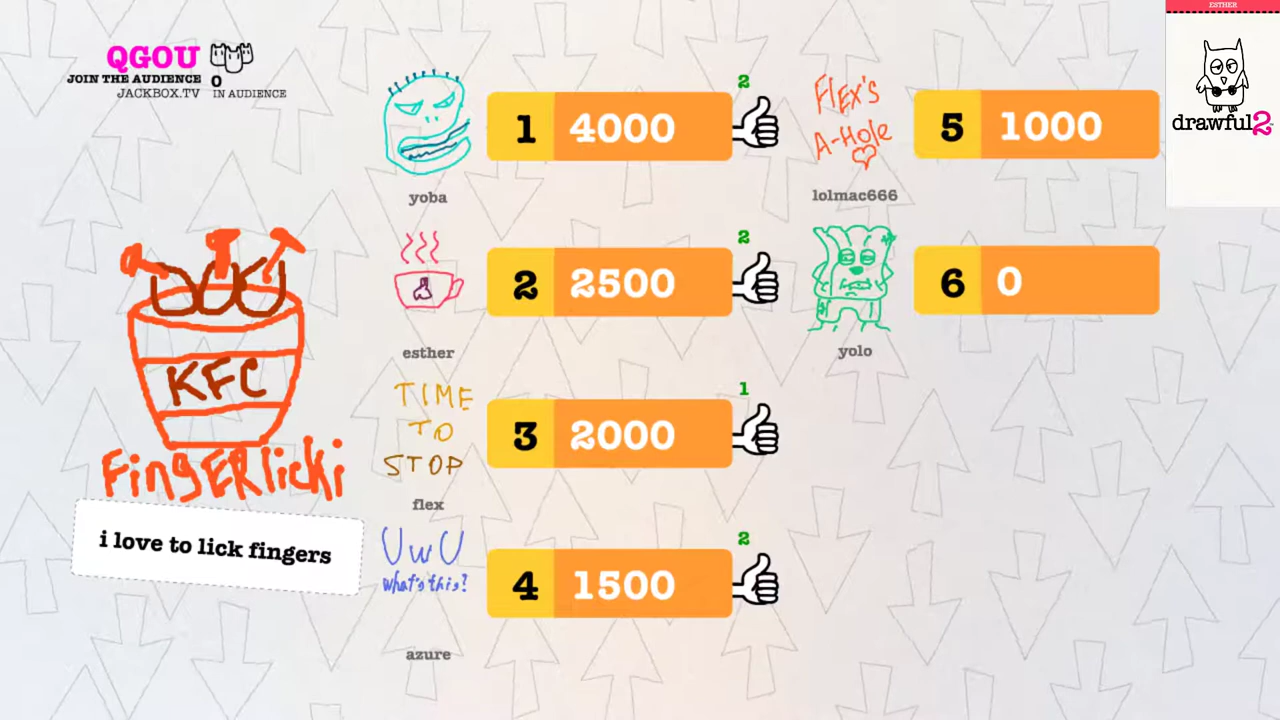 QGOU
JOIN THE AUDIENCE
JACKBOX.TV
0
IN AUDIENCE
KFC
FingERlicki
i love to lick fingers
yoba
1 4000
2
esther
2 2500
2
TIME
TO
STOP
flex
3 2000
1
UwU
what's this?
azure
4 1500
2
FLEX'S
A-HoLe
lolmac666
5 1000
yolo
6 0
ESTHER
drawful2